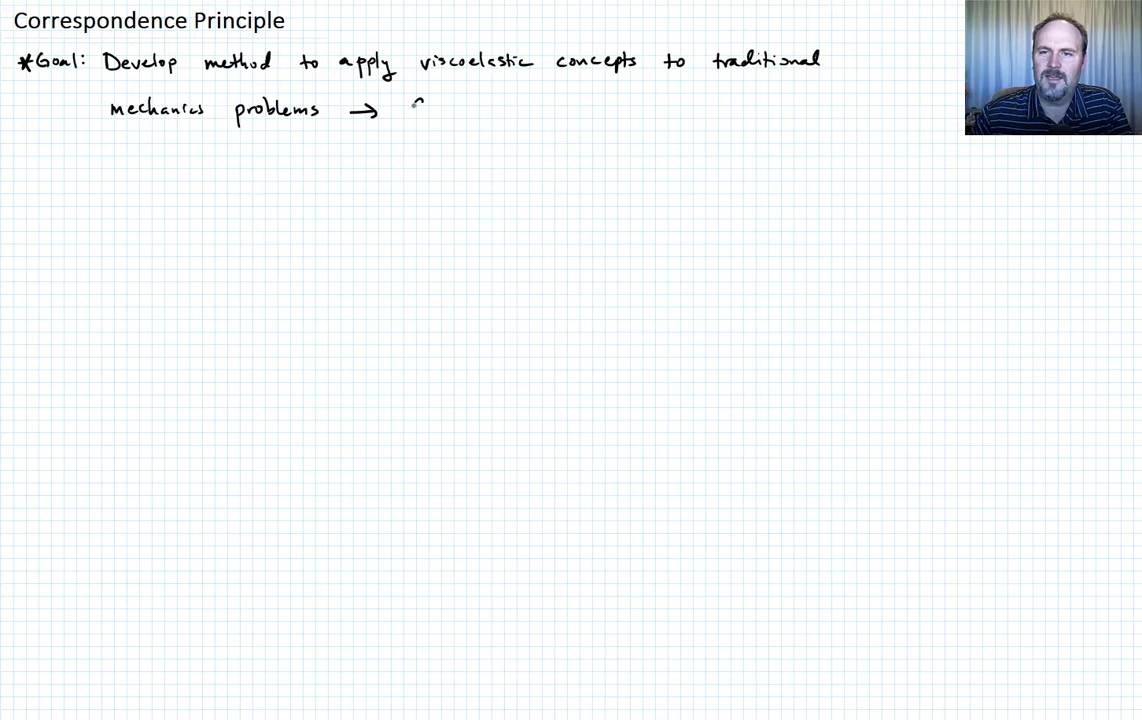 Correspondence Principle
*Goal: Develop method to apply viscoelastic concepts to traditional
mechanics problems →